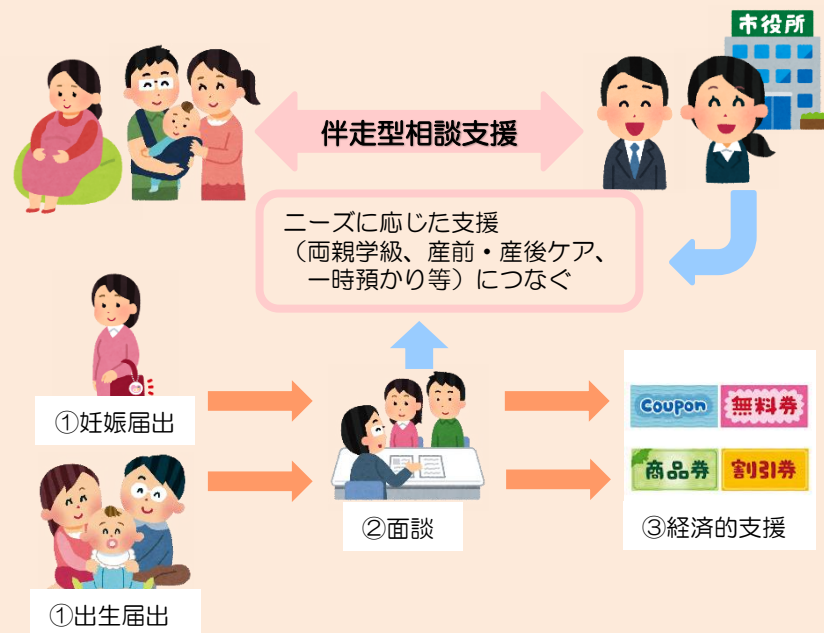 市役所
伴走型相談支援
ニーズに応じた支援
（両親学級、産前・産後ケア、
一時預かり等）につなぐ
①妊娠届出
Coupon
無料券
商品券
割引券
②面談
③経済的支援
①出生届出